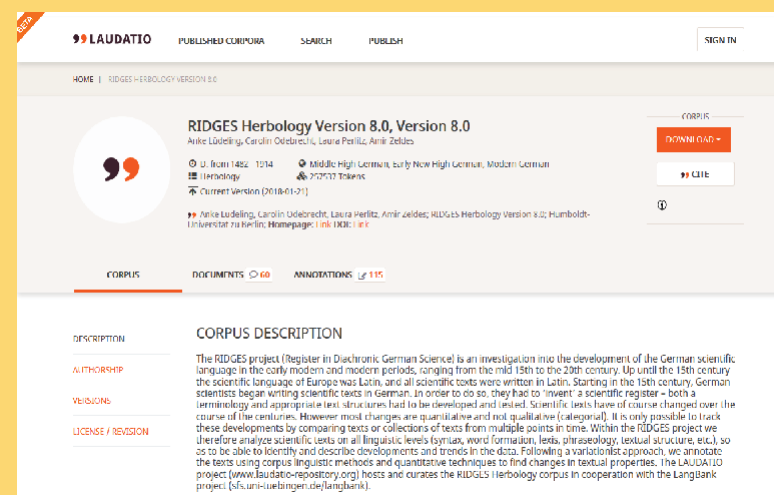 BETA
LAUDATIO PUBLISHED CORPORA SEARCH PUBLISH SIGN IN
HOME | RIDGES HERBOLOGY VERSION 8.0
RIDGES Herbology Version 8.0, Version 8.0
Anke Lüdeling, Carolin Odebrecht, Laura Perlitz, Amir Zeldes
D. from 1482 - 1914 Middle High German, Early New High German, Modern German
Herbology 257537 Tokens
Current Version (2018-01-21)
Anke Lüdeling, Carolin Odebrecht, Laura Perlitz, Amir Zeldes; RIDGES Herbology Version 8.0; Humboldt-
Universität zu Berlin; Homepage: Link DOI: Link
CORPUS
DOWNLOAD
CITE
CORPUS DOCUMENTS 60 ANNOTATIONS 115
DESCRIPTION
AUTHORSHIP
VERSIONS
LICENSE / REVISION
CORPUS DESCRIPTION
The RIDGES project (Register in Diachronic German Science) is an investigation into the development of the German scientific
language in the early modern and modern periods, ranging from the mid 15th to the 20th century. Up until the 15th century
the scientific language of Europe was Latin, and all scientific texts were written in Latin. Starting in the 15th century, German
scientists began writing scientific texts in German. In order to do so, they had to 'invent' a scientific register – both a
terminology and appropriate text structures had to be developed and tested. Scientific texts have of course changed over the
course of the centuries. However most changes are quantitative and not qualitative (categorial). It is only possible to track
these developments by comparing texts or collections of texts from multiple points in time. Within the RIDGES project we
therefore analyze scientific texts on all linguistic levels (syntax, word formation, lexis, phraseology, textual structure, etc.), so
as to be able to identify and describe developments and trends in the data. Following a variationist approach, we annotate
the texts using corpus linguistic methods and quantitative techniques to find changes in textual properties. The LAUDATIO
project (www.laudatio-repository.org) hosts and curates the RIDGES Herbology corpus in cooperation with the LangBank
project (sfs.uni-tuebingen.de/langbank).